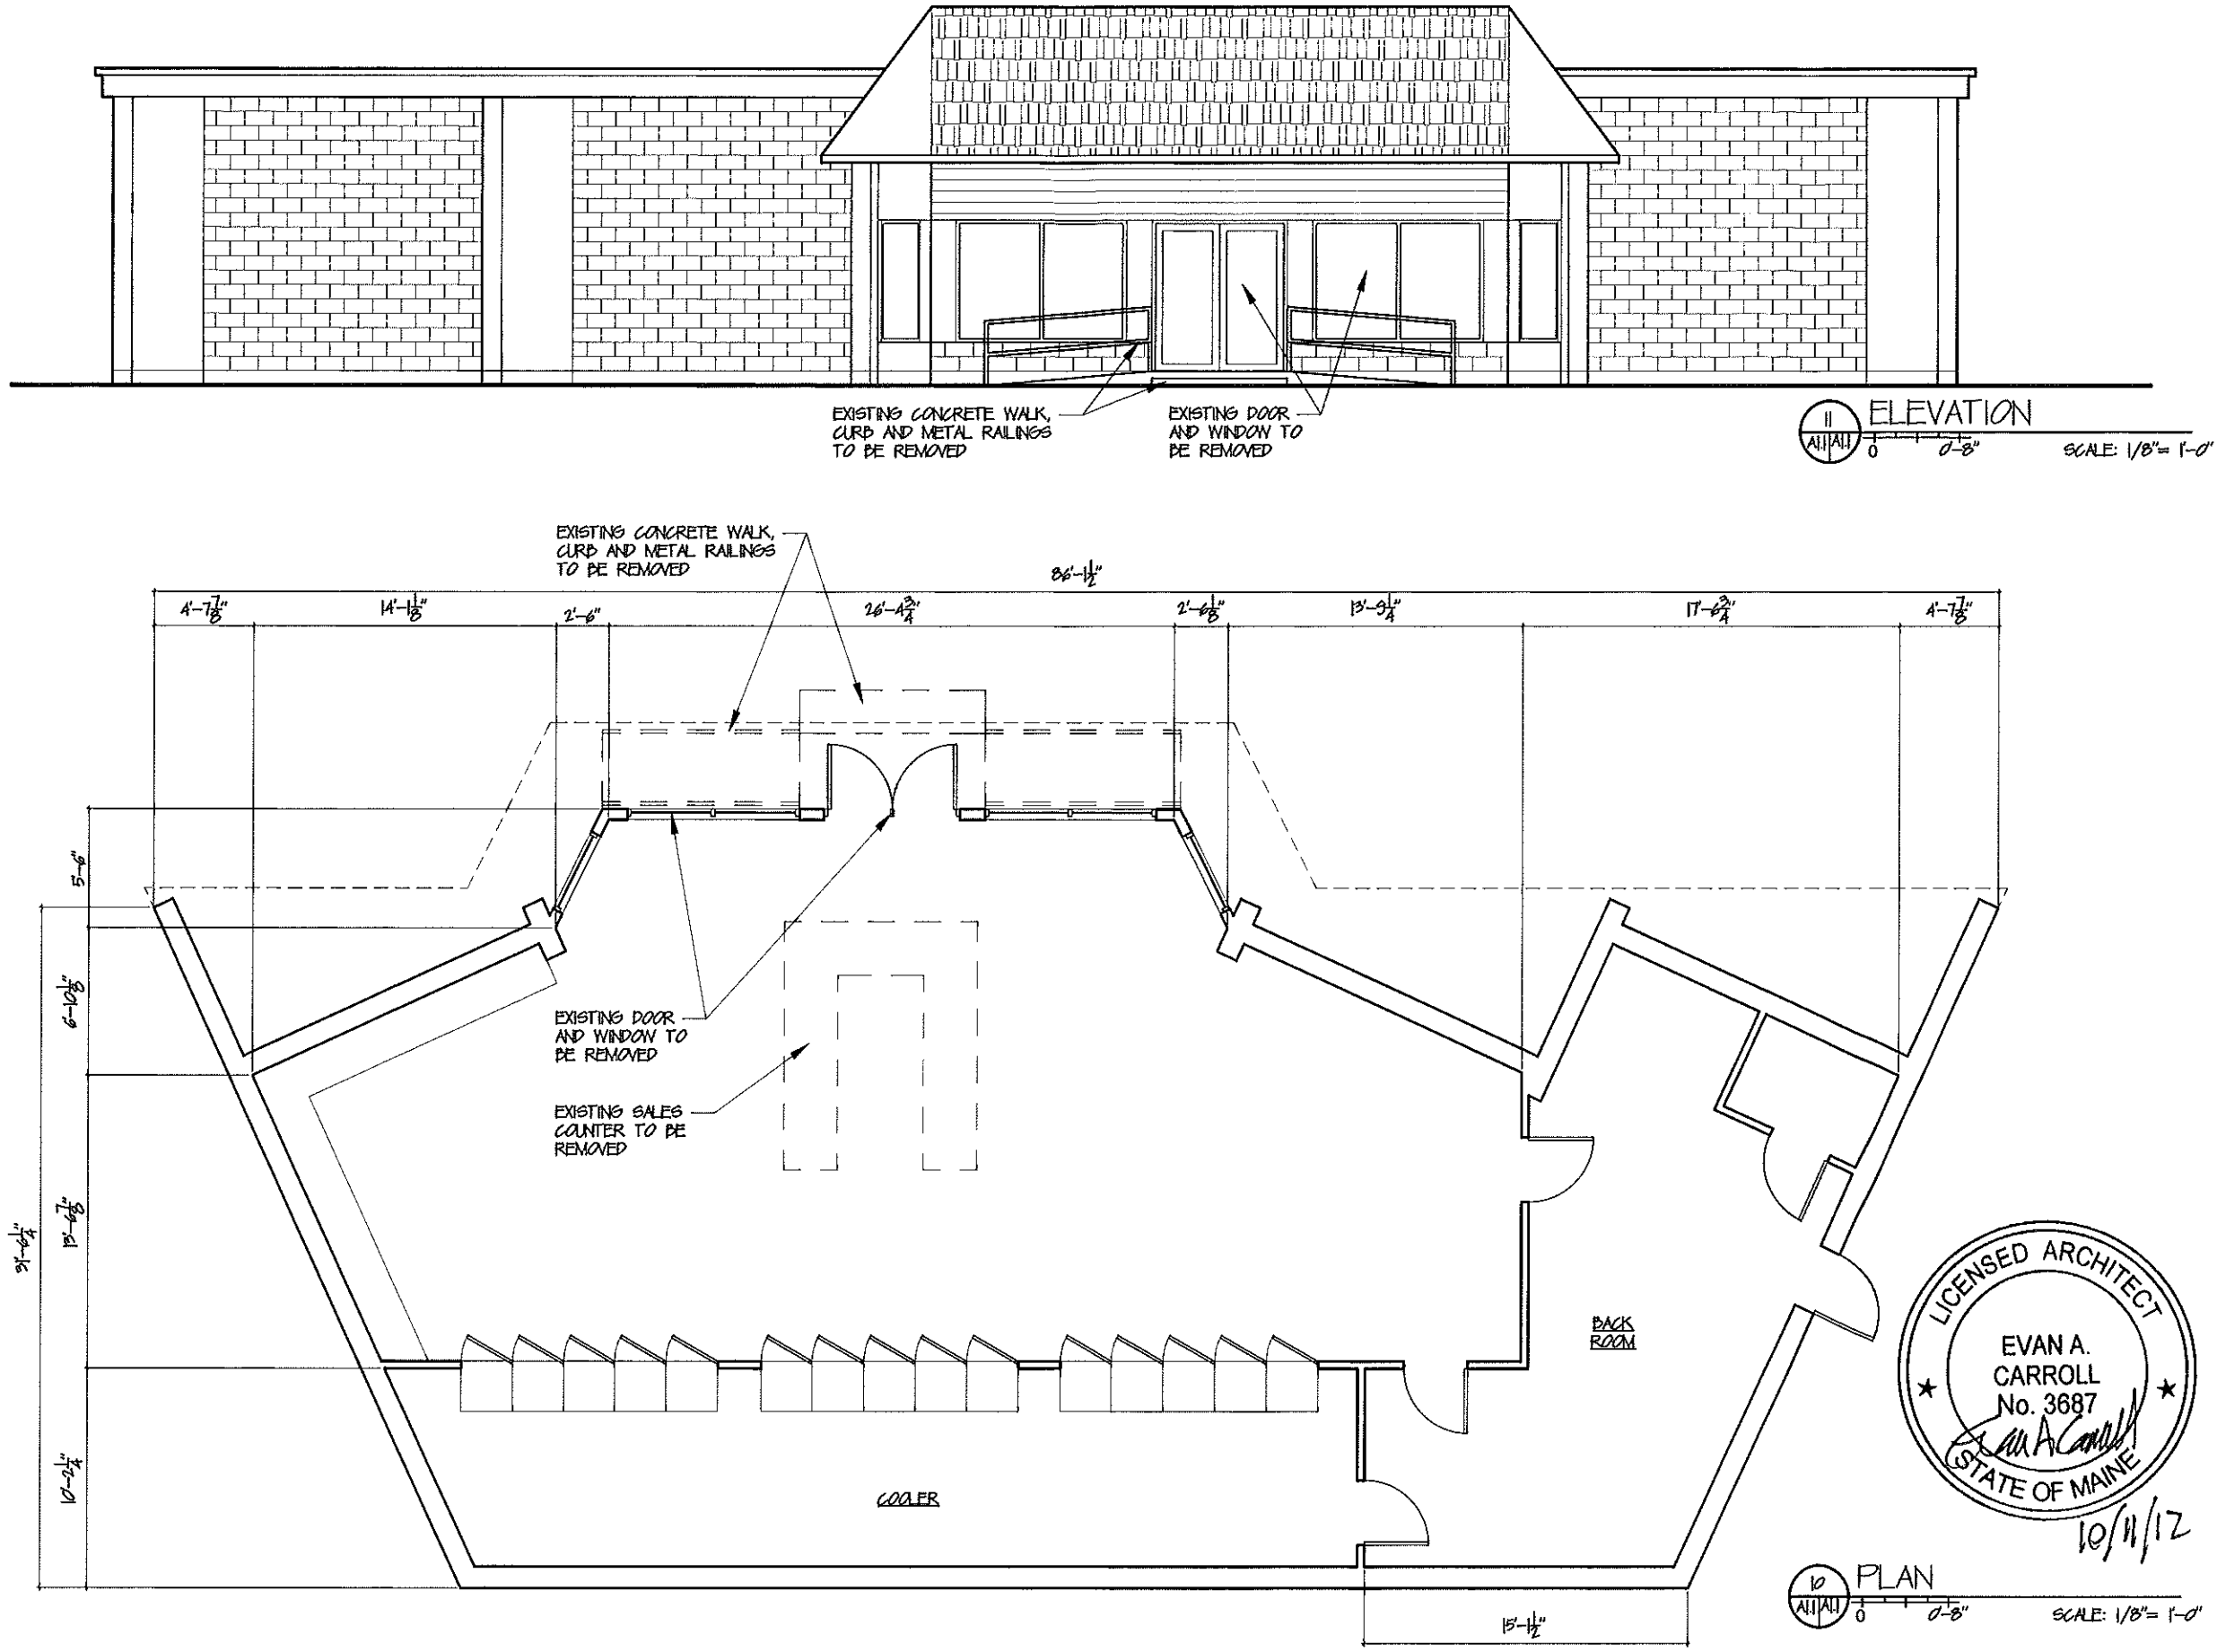 EXISTING CONCRETE WALK,
CURB AND METAL RAILINGS
TO BE REMOVED
EXISTING DOOR
AND WINDOW TO
BE REMOVED
11
A1.1 A1.1
ELEVATION
0 0'-8"
SCALE: 1/8"= 1'-0"
EXISTING CONCRETE WALK,
CURB AND METAL RAILINGS
TO BE REMOVED
86'-1½"
4'-7⅞" 14'-1⅛" 2'-6" 26'-4¾" 2'-6⅛" 13'-9¼" 17'-6¾" 4'-7⅞"
5'-6"
6'-10⅛"
13'-6⅞"
31'-6¼"
10'-2¼"
EXISTING DOOR
AND WINDOW TO
BE REMOVED
EXISTING SALES
COUNTER TO BE
REMOVED
BACK
ROOM
COOLER
15'-1½"
LICENSED ARCHITECT
EVAN A.
CARROLL
No. 3687
Evan A Carroll
STATE OF MAINE
10/11/12
10
A1.1 A1.1
PLAN
0 0'-8"
SCALE: 1/8"= 1'-0"